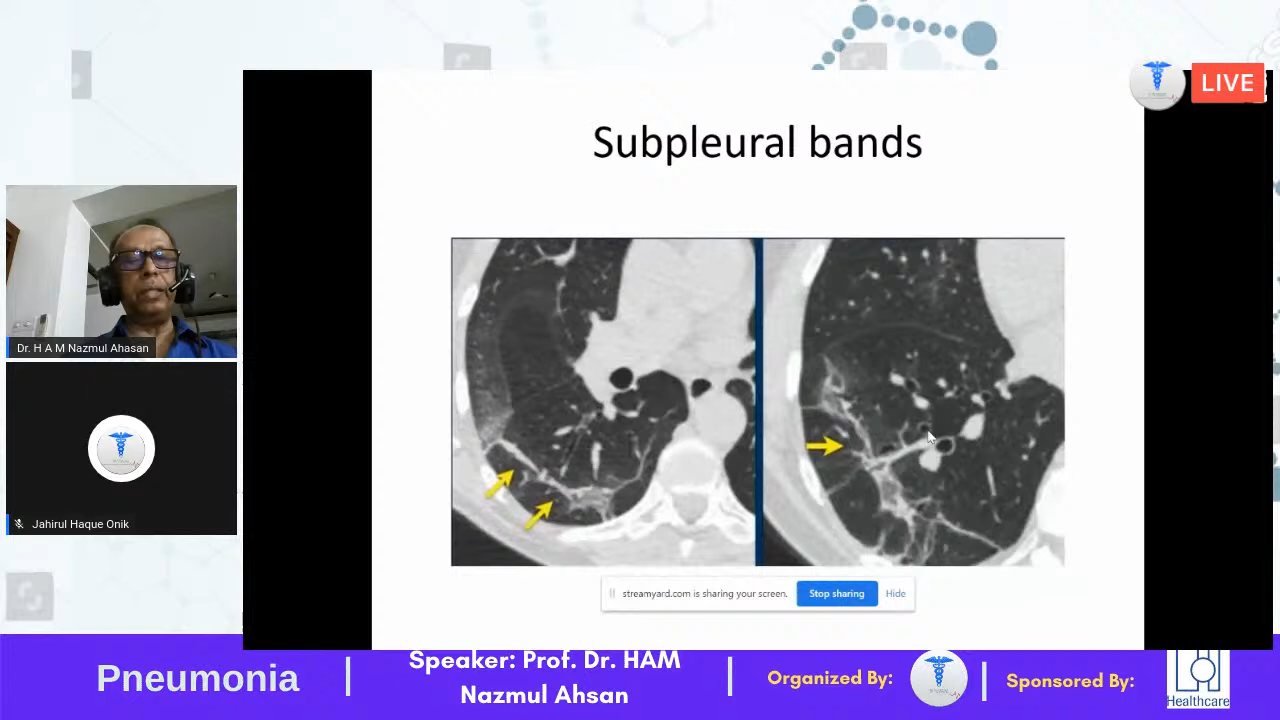 LIVE
Subpleural bands
Dr. H A M Nazmul Ahasan
Jahirul Haque Onik
streamyard.com is sharing your screen.
Stop sharing
Hide
Pneumonia
Speaker: Prof. Dr. HAM
Nazmul Ahsan
Organized By:
Sponsored By:
Healthcare